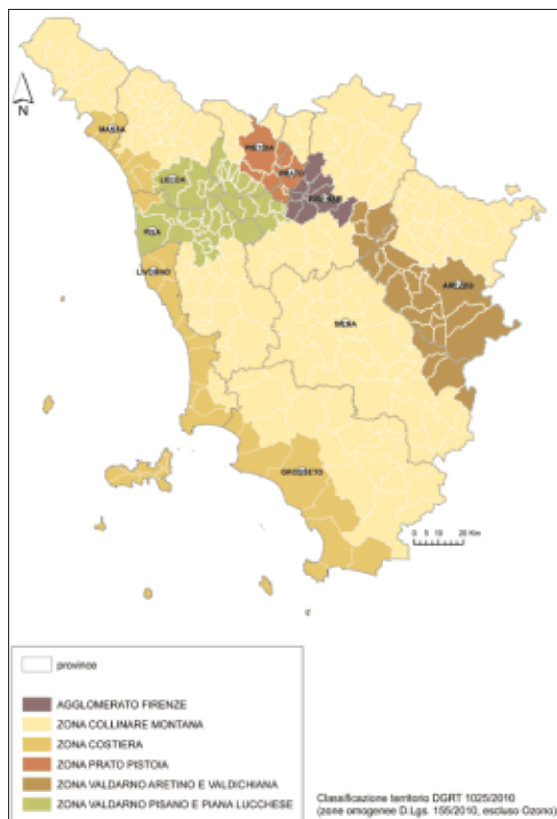 N
MASSA
PISTOIA
PRATO
LUCCA
FIRENZE
PISA
LIVORNO
AREZZO
SIENA
GROSSETO
0 5 10 20 Km
province
AGGLOMERATO FIRENZE
ZONA COLLINARE MONTANA
ZONA COSTIERA
ZONA PRATO PISTOIA
ZONA VALDARNO ARETINO E VALDICHIANA
ZONA VALDARNO PISANO E PIANA LUCCHESE
Classificazione territorio DGRT 1025/2010
(zone omogenee D.Lgs. 155/2010, escluso Ozono)